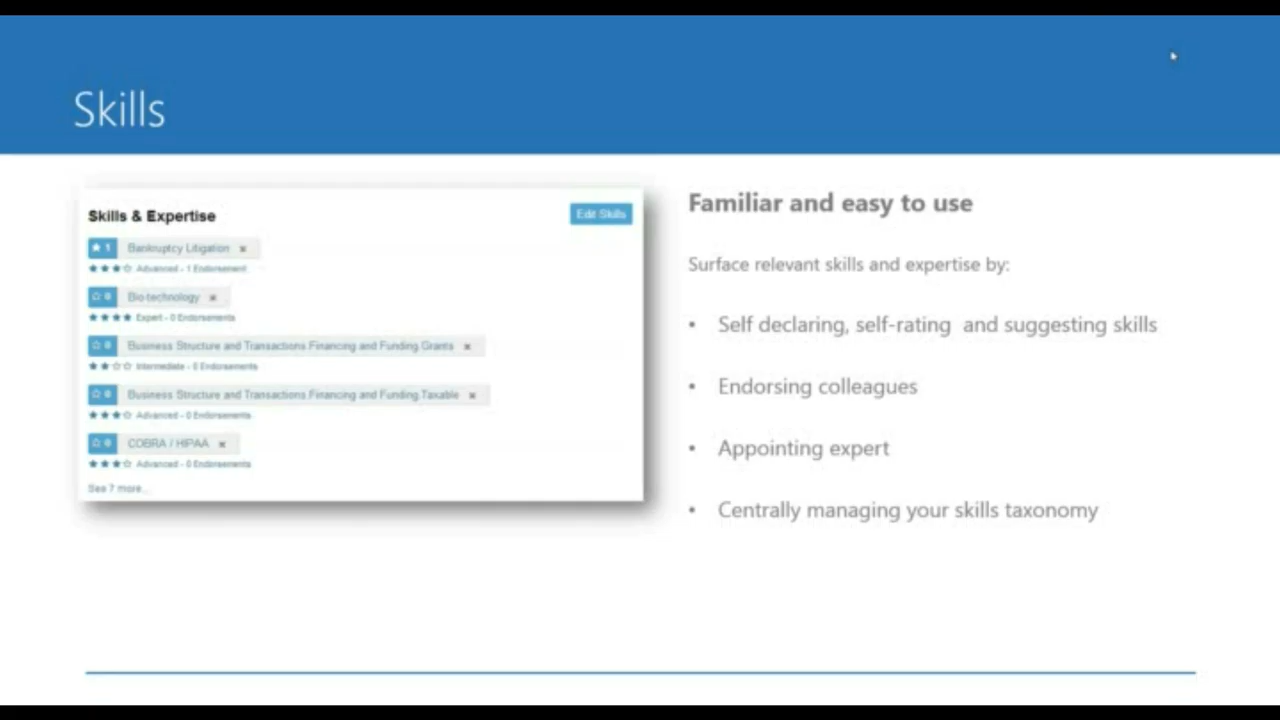 Skills
Skills & Expertise
Edit Skills
★ 1 Bankruptcy Litigation ×
★★★☆ Advanced - 1 Endorsement
☆ 0 Bio-technology ×
★★★★ Expert - 0 Endorsements
☆ 0 Business Structure and Transactions.Financing and Funding.Grants ×
★★☆☆ Intermediate - 0 Endorsements
☆ 0 Business Structure and Transactions.Financing and Funding.Taxable ×
★★★☆ Advanced - 0 Endorsements
☆ 0 COBRA / HIPAA ×
★★★☆ Advanced - 0 Endorsements
See 7 more...
Familiar and easy to use
Surface relevant skills and expertise by:
• Self declaring, self-rating and suggesting skills
• Endorsing colleagues
• Appointing expert
• Centrally managing your skills taxonomy